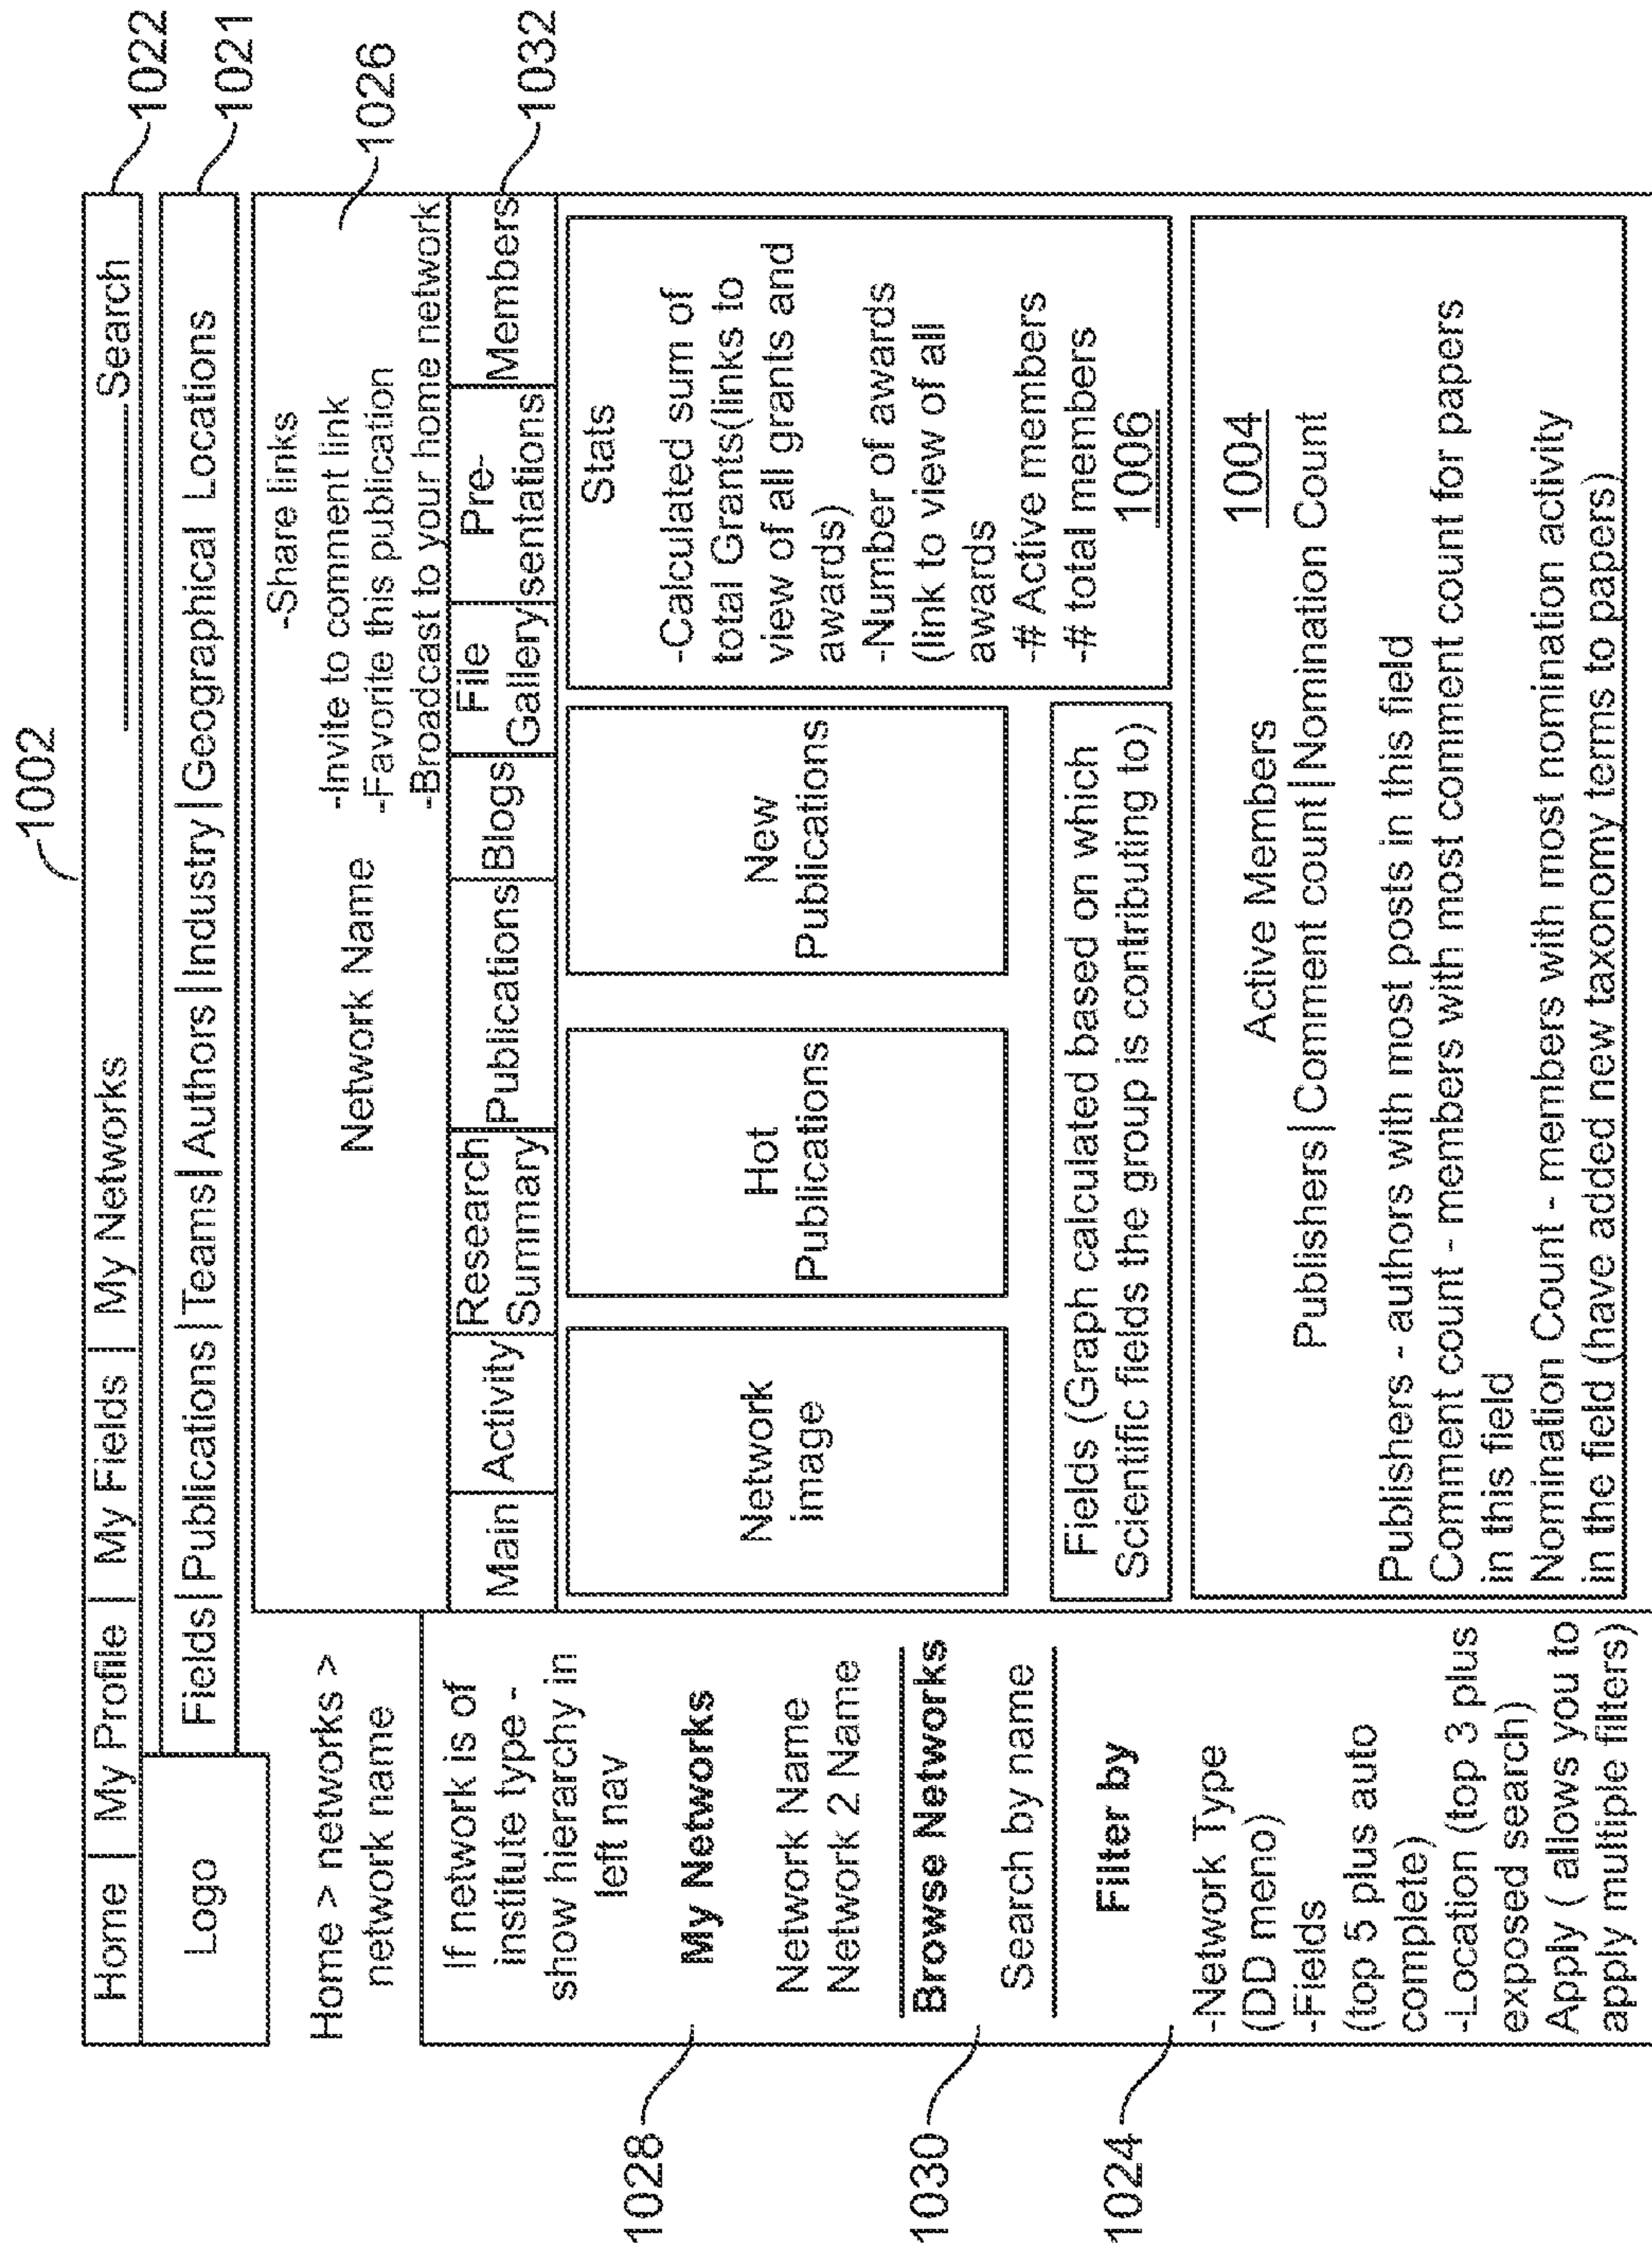 1002
Home | My Profile | My Fields | My Networks Search
1022
Logo
Fields| Publications |Teams| Authors |Industry |Geographical Locations
1021
Home > networks >
network name
Network Name
-Share links
-Invite to comment link
-Favorite this publication
-Broadcast to your home network
1026
Main
Activity
Research
Summary
Publications
Blogs
File
Gallery
Pre-
sentations
Members
1032
If network is of
institute type -
show hierarchy in
left nav
1028
My Networks
Network Name
Network 2 Name
1030
Browse Networks
Search by name
1024
Filter by
-Network Type
(DD meno)
-Fields
(top 5 plus auto
complete)
-Location (top 3 plus
exposed search)
Apply ( allows you to
apply multiple filters)
Network
image
Hot
Publications
New
Publications
Stats
-Calculated sum of
total Grants(links to
view of all grants and
awards)
-Number of awards
(link to view of all
awards
-# Active members
-# total members
1006
Fields (Graph calculated based on which
Scientific fields the group is contributing to)
Active Members
1004
Publishers | Comment count |Nomination Count
Publishers - authors with most posts in this field
Comment count - members with most comment count for papers
in this field
Nomination Count - members with most nomination activity
in the field (have added new taxonomy terms to papers)